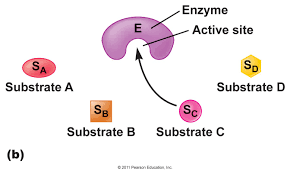 Enzyme
E
Active site
SA
Substrate A
SB
Substrate B
SC
Substrate C
SD
Substrate D
(b)
© 2011 Pearson Education, Inc.